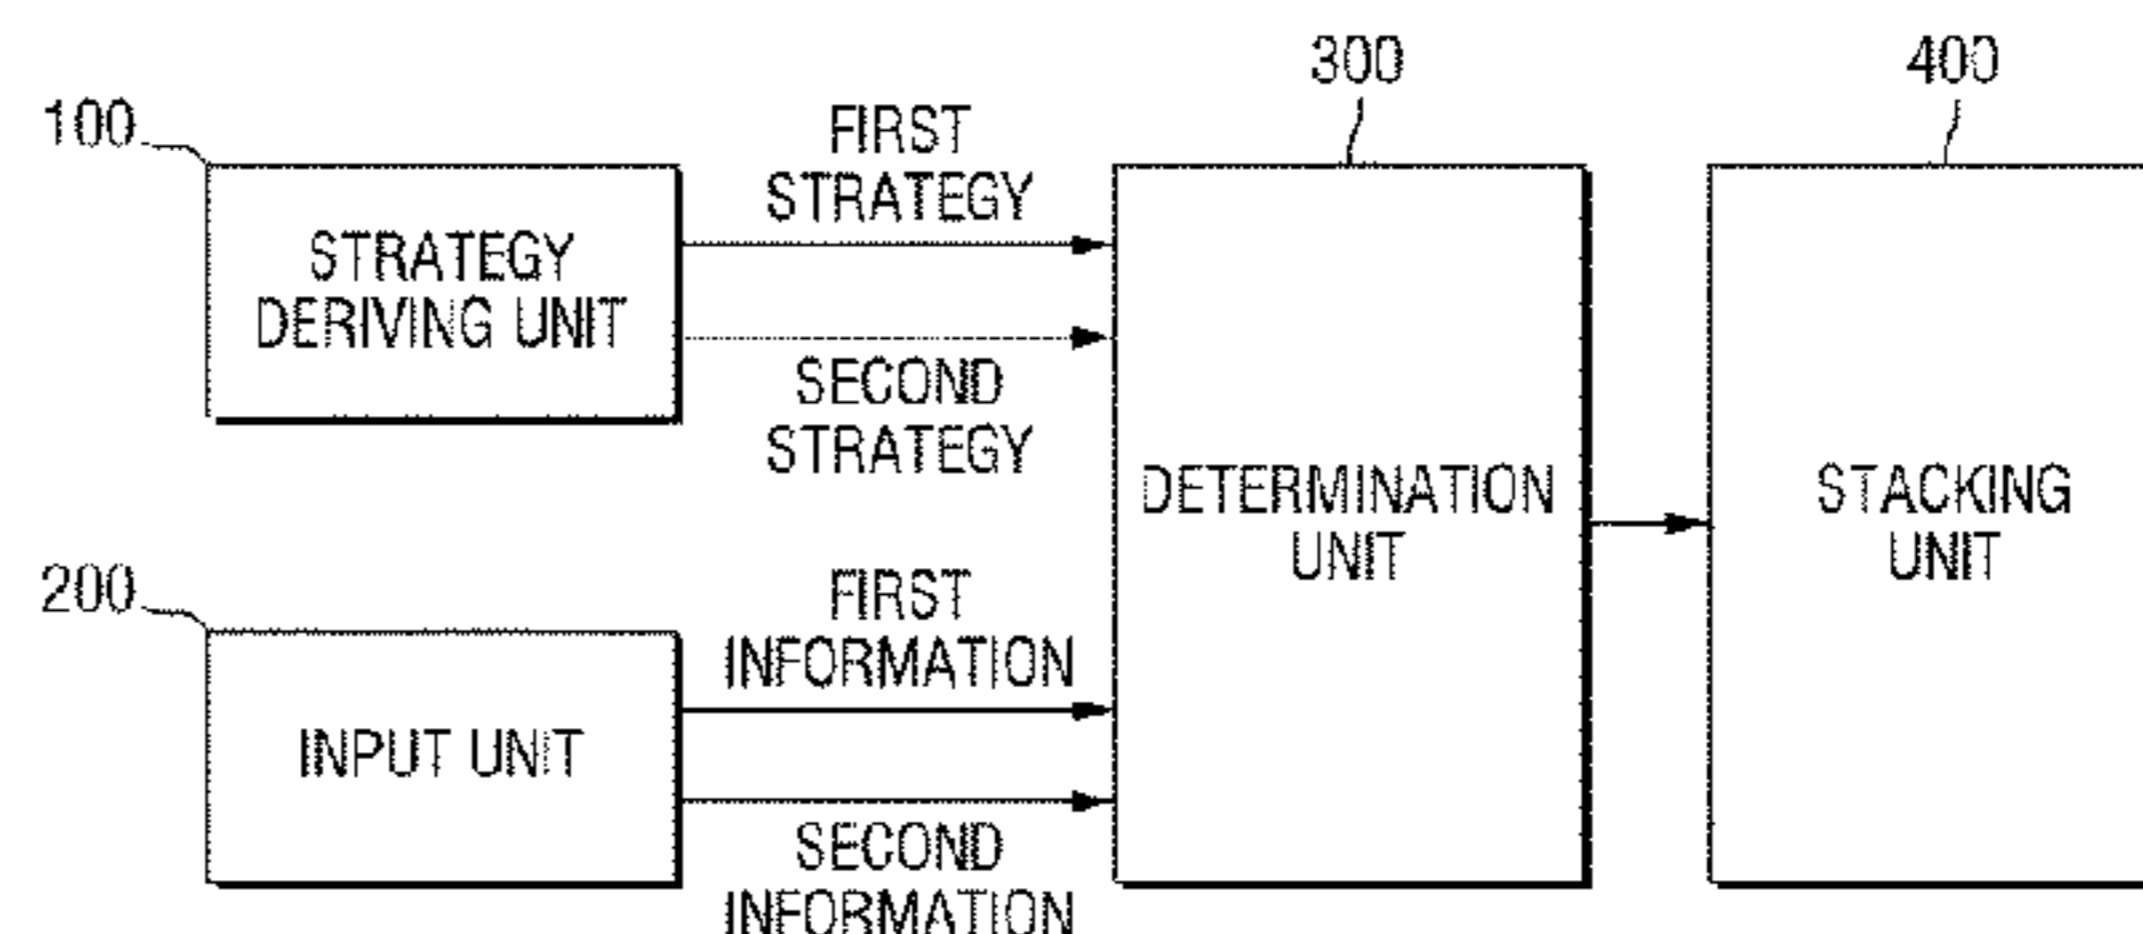 300
400
100
FIRST
STRATEGY
STRATEGY
DERIVING UNIT
SECOND
STRATEGY
DETERMINATION
UNIT
STACKING
UNIT
200
FIRST
INFORMATION
INPUT UNIT
SECOND
INFORMATION